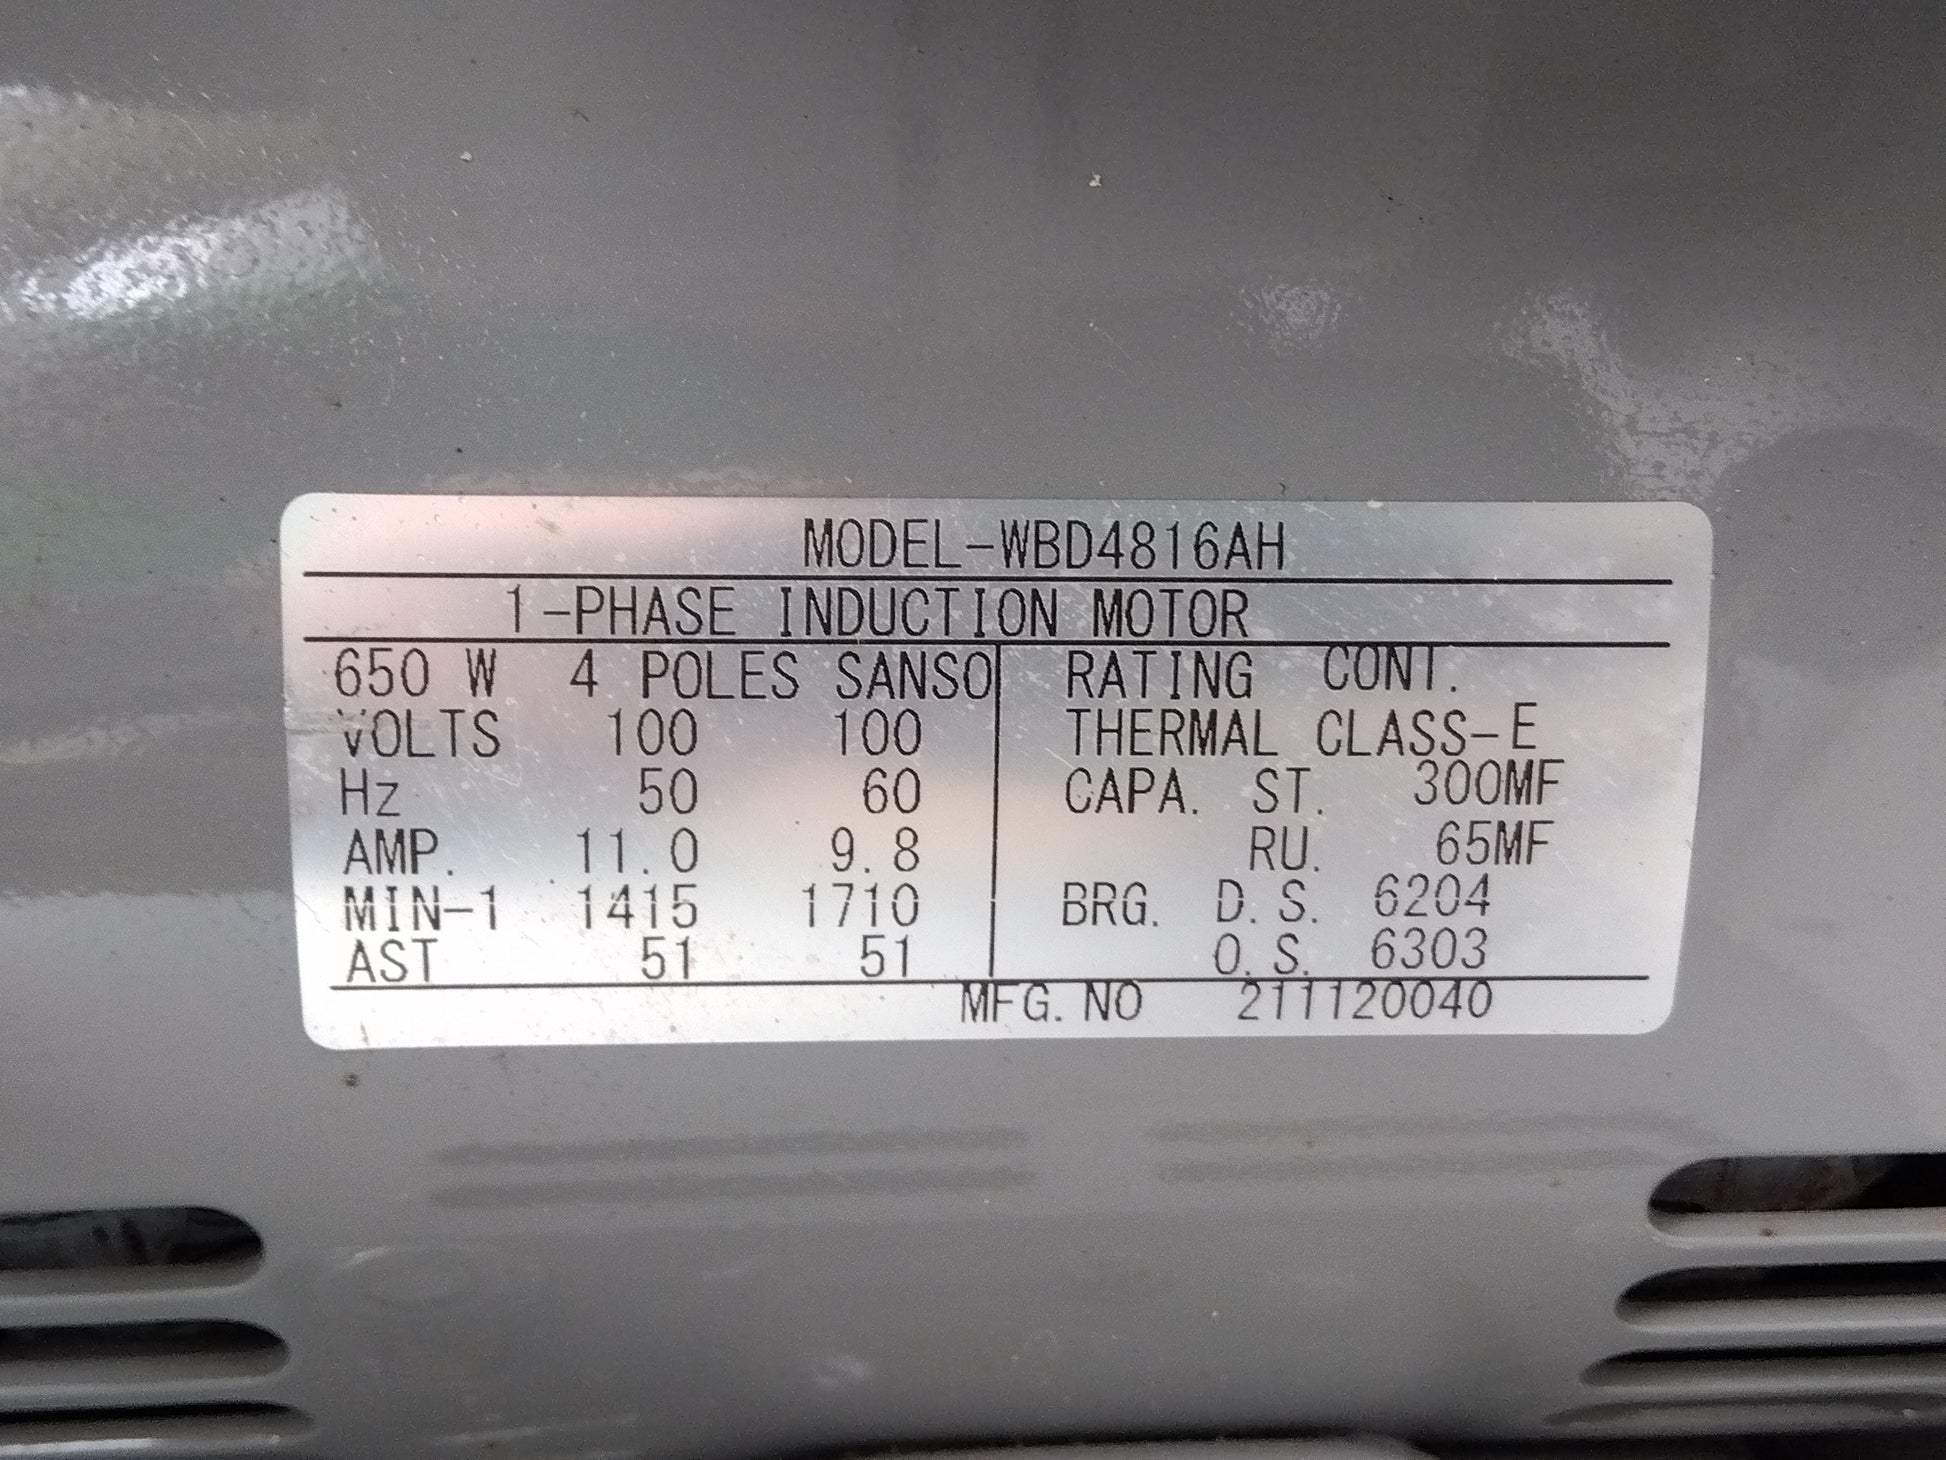 MODEL-WBD4816AH
1-PHASE INDUCTION MOTOR
650 W 4 POLES SANSO
VOLTS 100 100
Hz 50 60
AMP. 11.0 9.8
MIN-1 1415 1710
AST 51 51
RATING CONT.
THERMAL CLASS-E
CAPA. ST. 300MF
RU. 65MF
BRG. D.S. 6204
O.S. 6303
MFG.NO 211120040